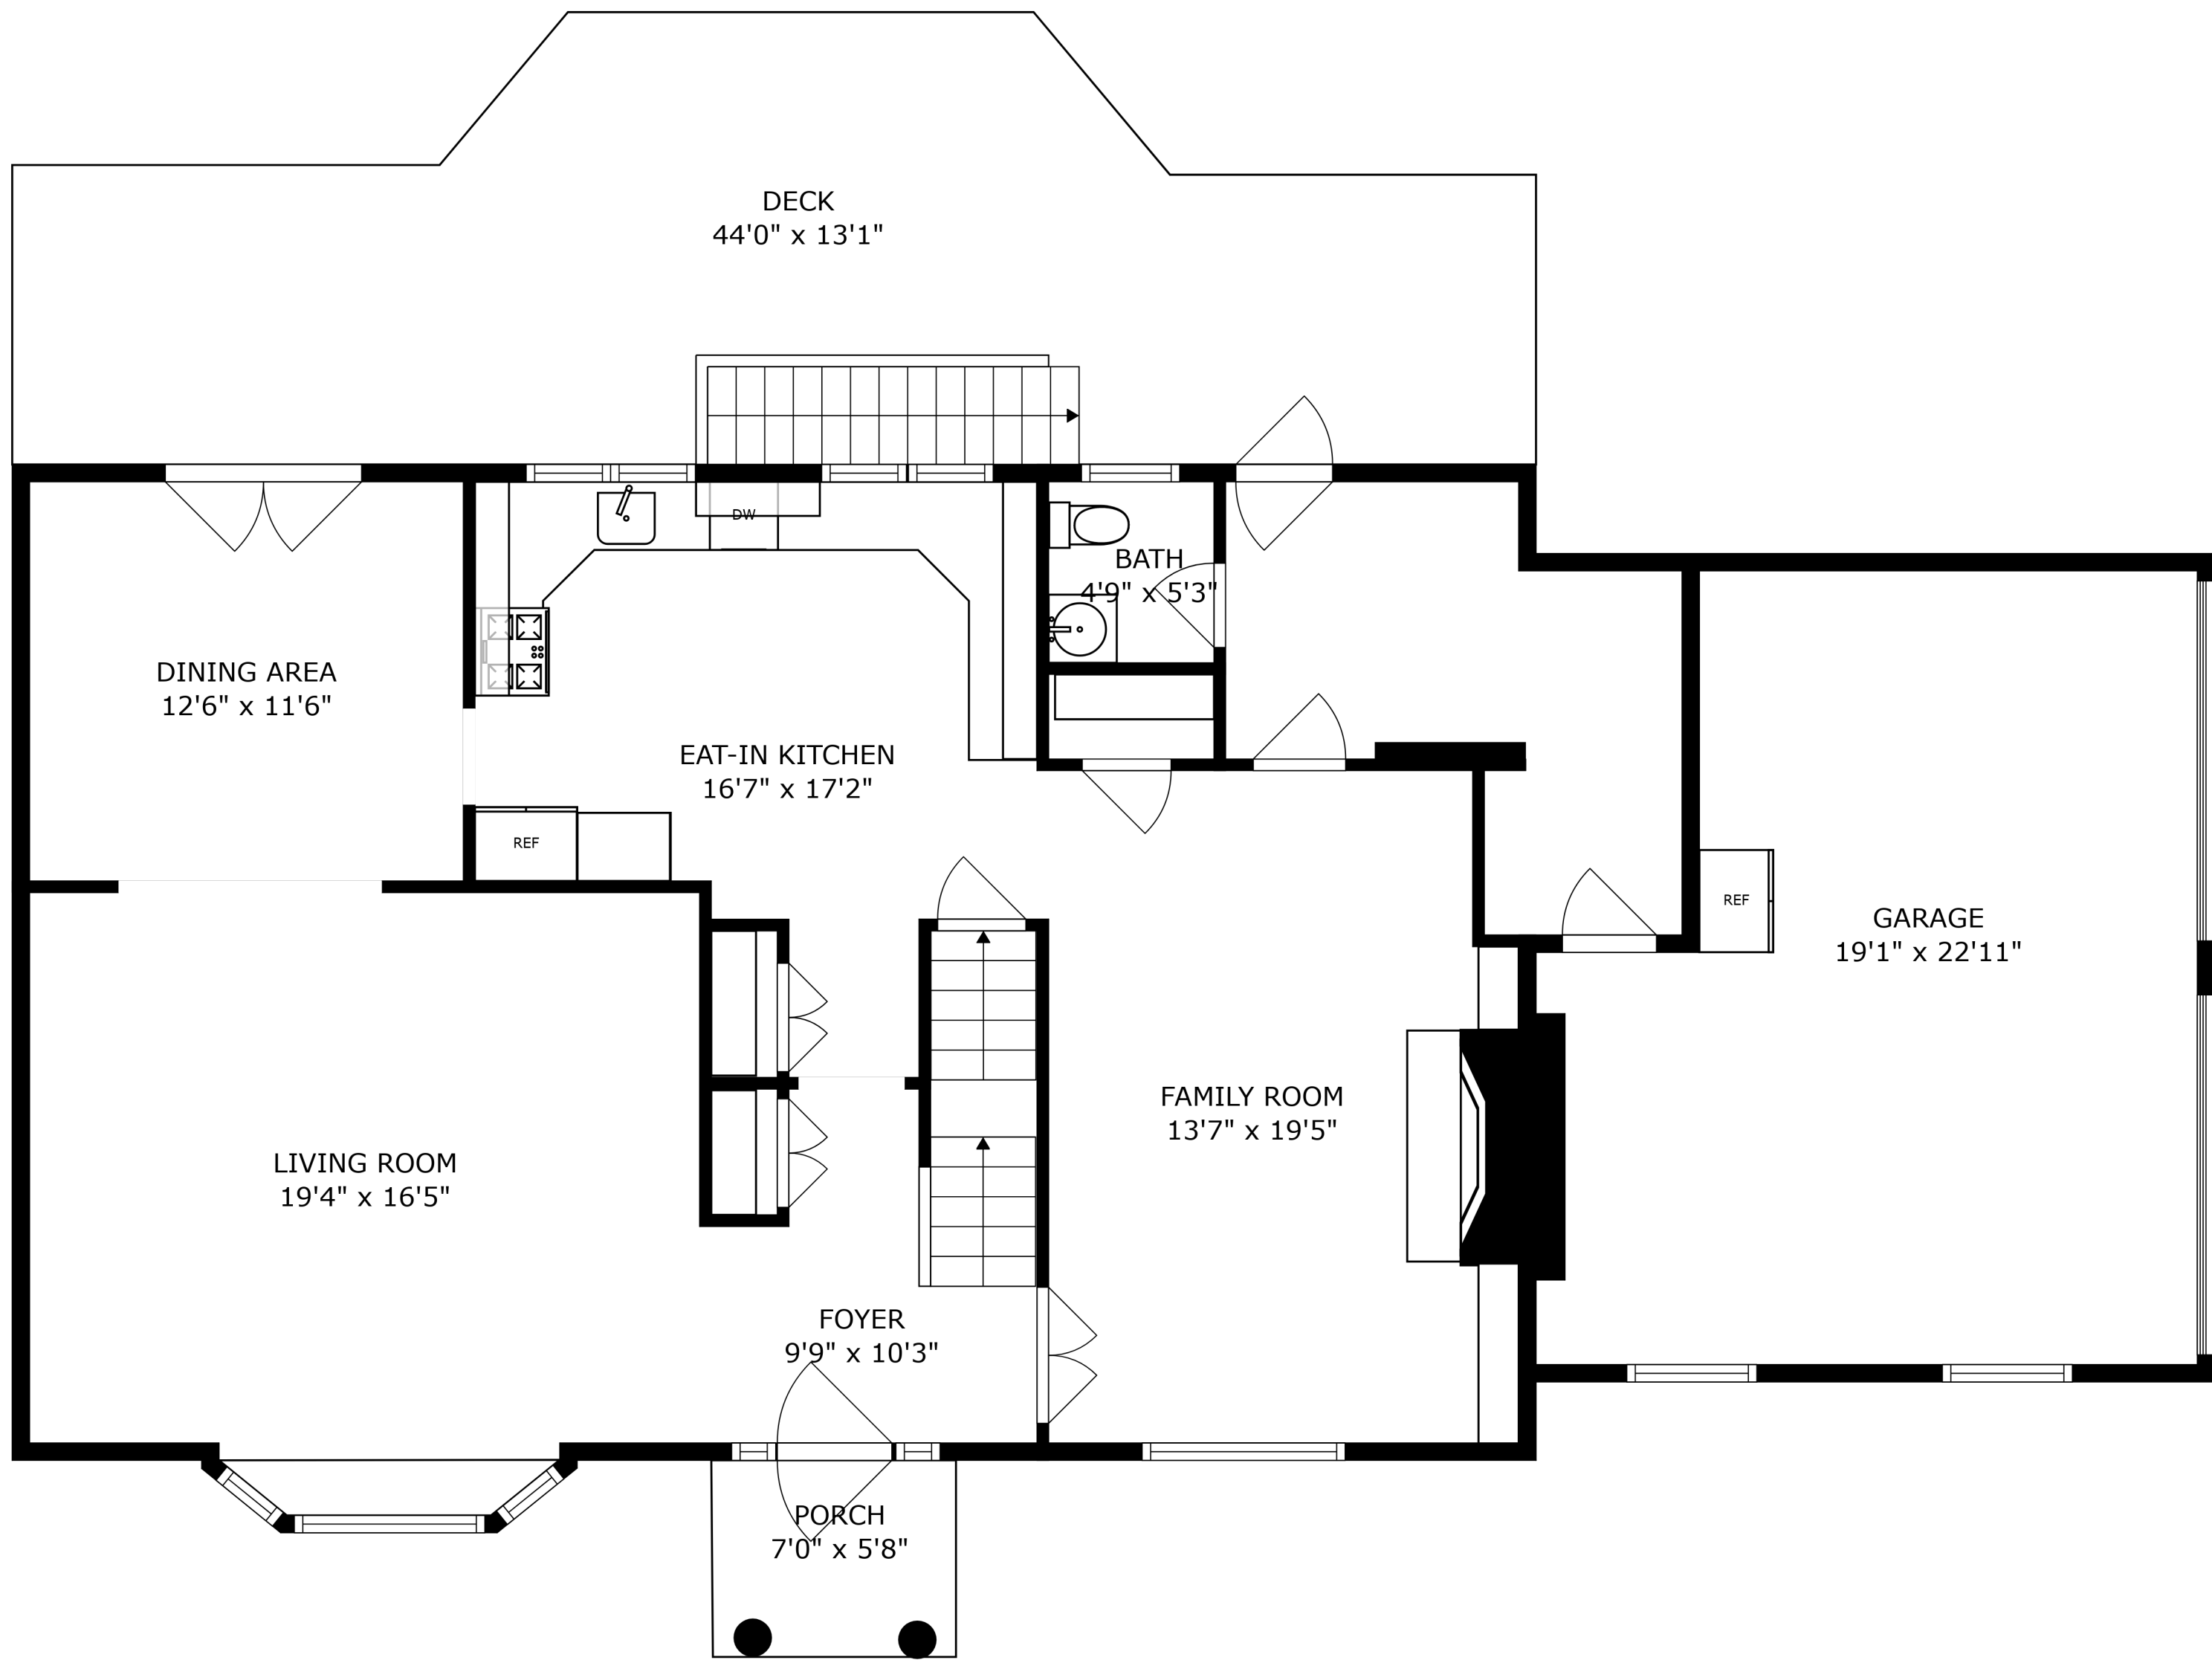 DECK
44'0" x 13'1"
DW
BATH
4'9" x 5'3"
DINING AREA
12'6" x 11'6"
EAT-IN KITCHEN
16'7" x 17'2"
REF
REF
GARAGE
19'1" x 22'11"
FAMILY ROOM
13'7" x 19'5"
LIVING ROOM
19'4" x 16'5"
FOYER
9'9" x 10'3"
PORCH
7'0" x 5'8"